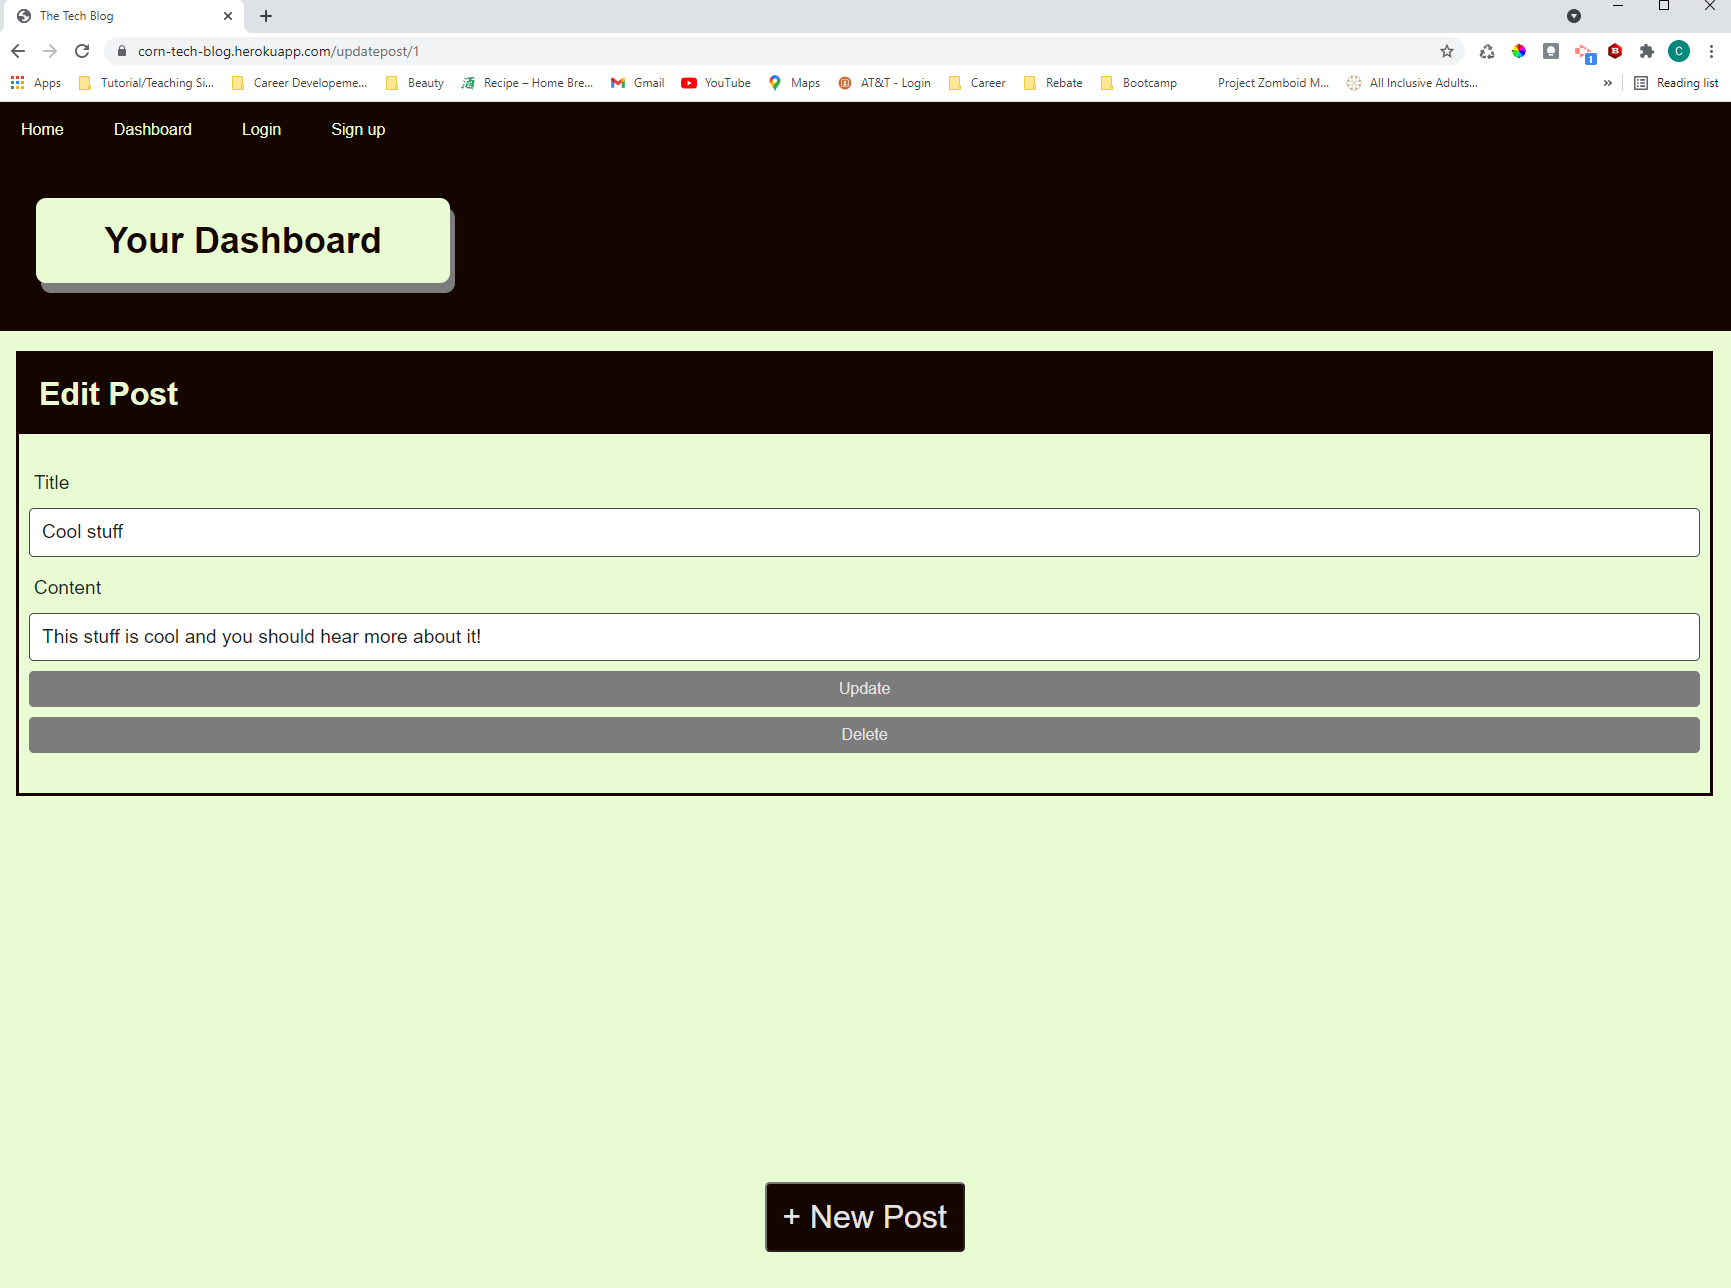 The Tech Blog
corn-tech-blog.herokuapp.com/updatepost/1
C
1
B
Apps Tutorial/Teaching Si... Career Developeme... Beauty Recipe – Home Bre... Gmail YouTube Maps AT&T - Login Career Rebate Bootcamp Project Zomboid M... All Inclusive Adults... » Reading list
Home Dashboard Login Sign up
Your Dashboard
Edit Post
Title
Cool stuff
Content
This stuff is cool and you should hear more about it!
Update
Delete
+ New Post